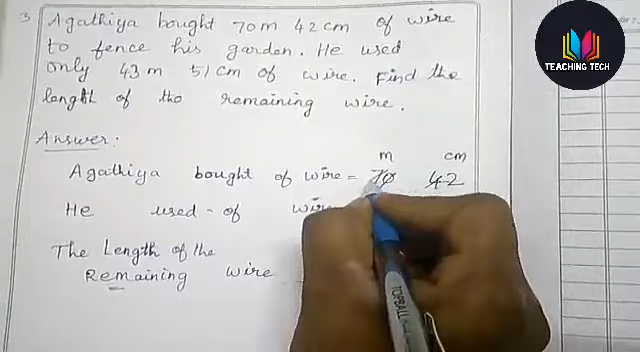 3 Agathiya bought 70m 42cm of wire
to fence his garden. He used
only 43m 51cm of wire. Find the
length of the remaining wire.
Answer:
m cm
Agathiya bought of wire = 70 42
He used - of
The Length of the
Remaining wire
TEACHING TECH
TOPBALL